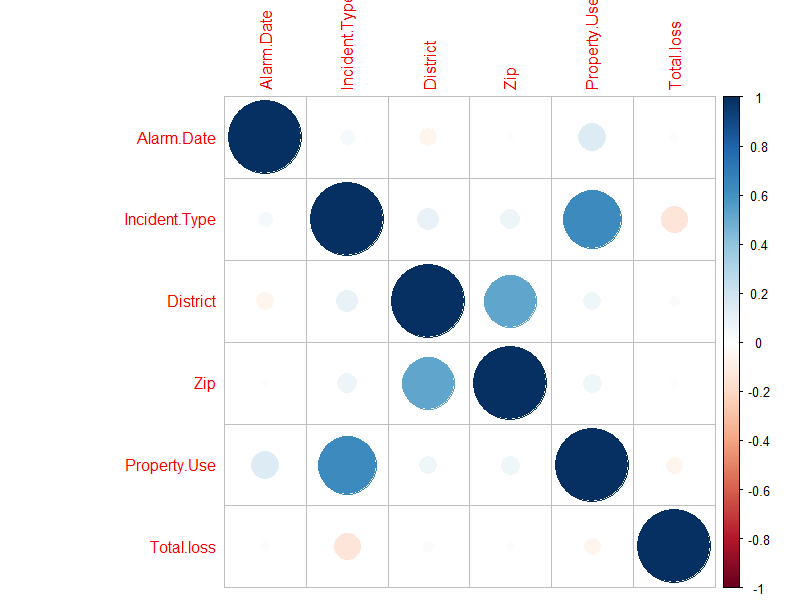 Alarm.Date
Incident.Type
District
Zip
Property.Use
Total.loss
Alarm.Date
Incident.Type
District
Zip
Property.Use
Total.loss
1
0.8
0.6
0.4
0.2
0
-0.2
-0.4
-0.6
-0.8
-1